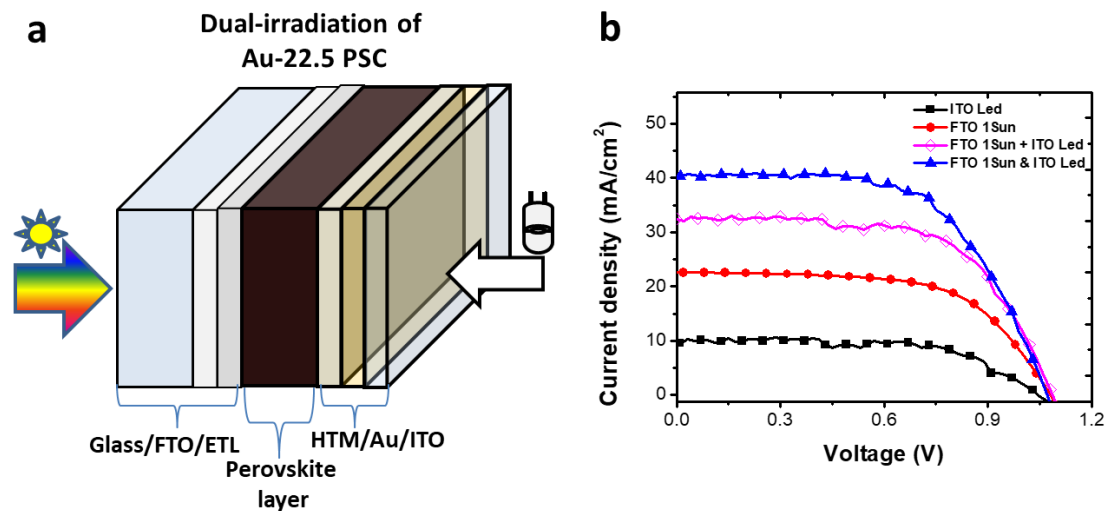 a
Dual-irradiation of
Au-22.5 PSC
Glass/FTO/ETL
HTM/Au/ITO
Perovskite
layer
b
Current density (mA/cm²)
50
40
30
20
10
0
ITO Led
FTO 1Sun
FTO 1Sun + ITO Led
FTO 1Sun & ITO Led
0.0 0.3 0.6 0.9 1.2
Voltage (V)